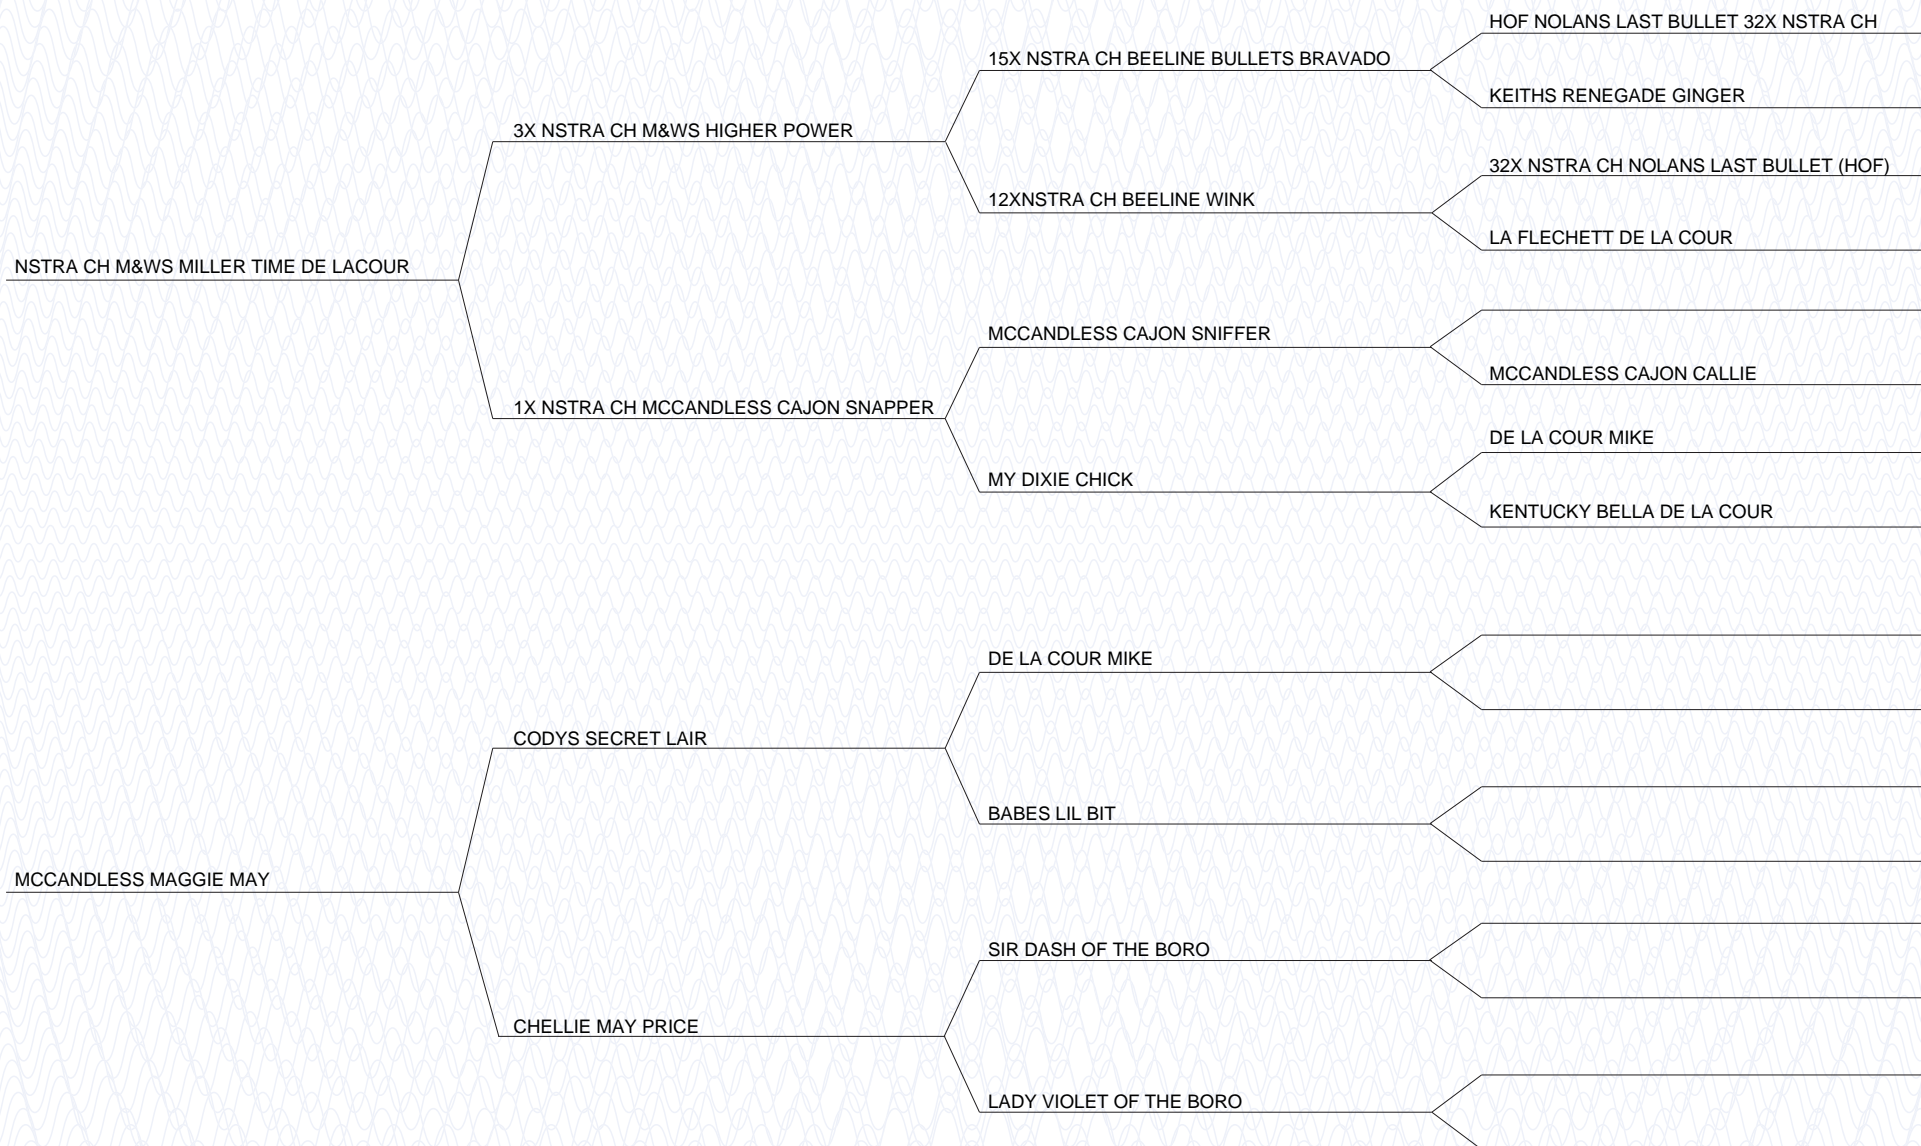 HOF NOLANS LAST BULLET 32X NSTRA CH
15X NSTRA CH BEELINE BULLETS BRAVADO
KEITHS RENEGADE GINGER
3X NSTRA CH M&WS HIGHER POWER
32X NSTRA CH NOLANS LAST BULLET (HOF)
12XNSTRA CH BEELINE WINK
LA FLECHETT DE LA COUR
NSTRA CH M&WS MILLER TIME DE LACOUR
MCCANDLESS CAJON SNIFFER
MCCANDLESS CAJON CALLIE
1X NSTRA CH MCCANDLESS CAJON SNAPPER
DE LA COUR MIKE
MY DIXIE CHICK
KENTUCKY BELLA DE LA COUR
DE LA COUR MIKE
CODYS SECRET LAIR
BABES LIL BIT
MCCANDLESS MAGGIE MAY
SIR DASH OF THE BORO
CHELLIE MAY PRICE
LADY VIOLET OF THE BORO